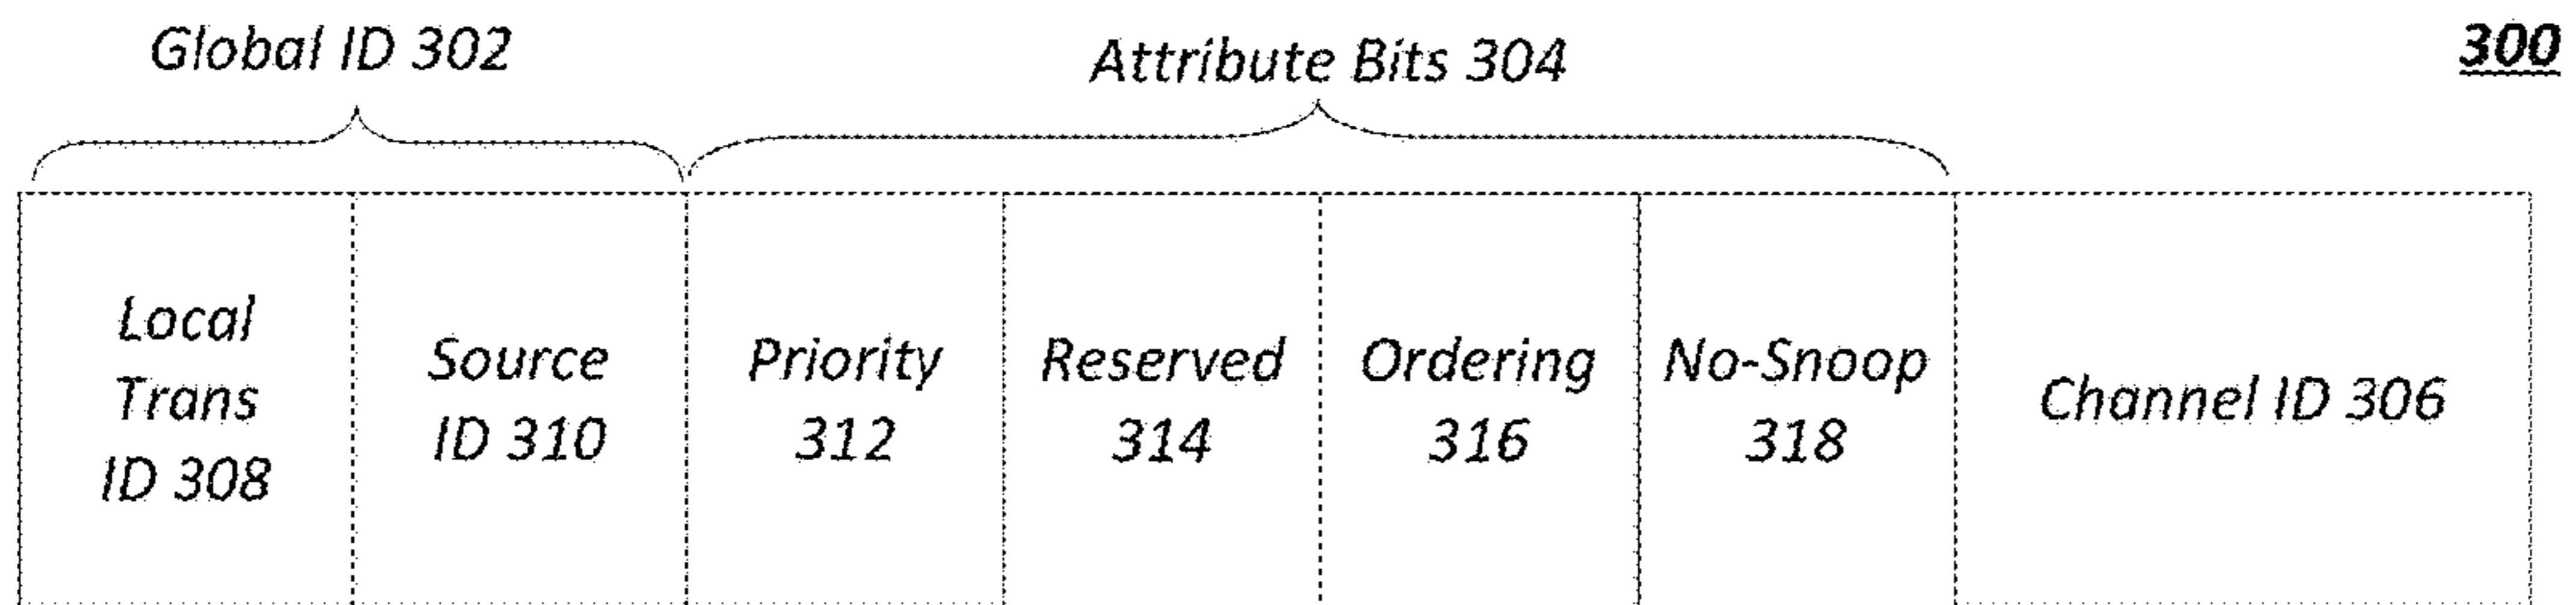 Global ID 302
Attribute Bits 304
300
Local
Trans
ID 308
Source
ID 310
Priority
312
Reserved
314
Ordering
316
No-Snoop
318
Channel ID 306